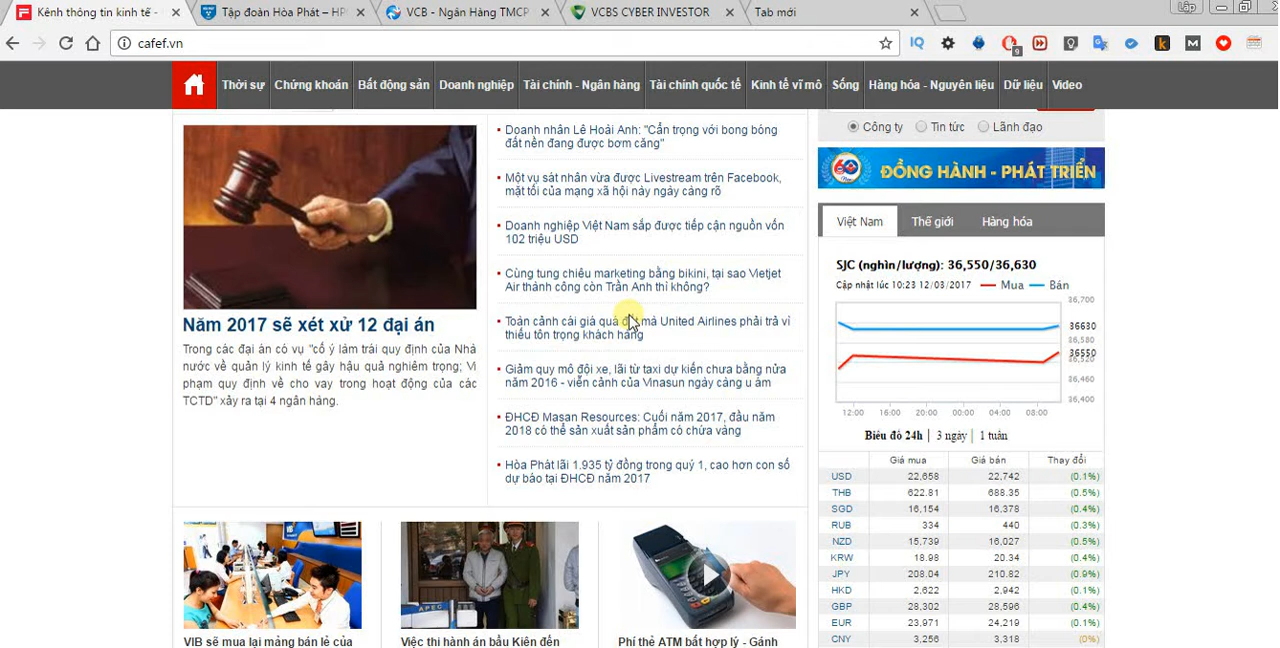 Kênh thông tin kinh tế -
Tập đoàn Hòa Phát – HP
VCB - Ngân Hàng TMCP
VCBS CYBER INVESTOR
Tab mới
Lập
cafef.vn
IQ
9
k
M
Thời sự
Chứng khoán
Bất động sản
Doanh nghiệp
Tài chính - Ngân hàng
Tài chính quốc tế
Kinh tế vĩ mô
Sống
Hàng hóa - Nguyên liệu
Dữ liệu
Video
Năm 2017 sẽ xét xử 12 đại án
Trong các đại án có vụ "cố ý làm trái quy định của Nhà
nước về quản lý kinh tế gây hậu quả nghiêm trọng; Vi
phạm quy định về cho vay trong hoạt động của các
TCTD" xảy ra tại 4 ngân hàng.
Doanh nhân Lê Hoài Anh: "Cẩn trọng với bong bóng
đất nền đang được bơm căng"
Một vụ sát nhân vừa được Livestream trên Facebook,
mặt tối của mạng xã hội này ngày càng rõ
Doanh nghiệp Việt Nam sắp được tiếp cận nguồn vốn
102 triệu USD
Cùng tung chiêu marketing bằng bikini, tại sao Vietjet
Air thành công còn Trần Anh thì không?
Toàn cảnh cái giá quá đắt mà United Airlines phải trả vì
thiếu tôn trọng khách hàng
Giảm quy mô đội xe, lãi từ taxi dự kiến chưa bằng nửa
năm 2016 - viễn cảnh của Vinasun ngày càng u ám
ĐHCĐ Masan Resources: Cuối năm 2017, đầu năm
2018 có thể sản xuất sản phẩm có chứa vàng
Hòa Phát lãi 1.935 tỷ đồng trong quý 1, cao hơn con số
dự báo tại ĐHCĐ năm 2017
VIB sẽ mua lại mảng bán lẻ của
Việc thi hành án bầu Kiên đến
Phí thẻ ATM bất hợp lý - Gánh
APEC
Công ty
Tin tức
Lãnh đạo
60
ĐỒNG HÀNH - PHÁT TRIỂN
Việt Nam
Thế giới
Hàng hóa
SJC (nghìn/lượng): 36,550/36,630
Cập nhật lúc 10:23 12/03/2017
Mua
Bán
36,700
36630
36,580
36550
36,520
36,460
36,400
12:00 16:00 20:00 00:00 04:00 08:00
Biểu đồ 24h | 3 ngày | 1 tuần
Giá mua Giá bán Thay đổi
USD 22,658 22,742 (0.1%)
THB 622.81 688.35 (0.5%)
SGD 16,154 16,378 (0.4%)
RUB 334 440 (0.3%)
NZD 15,739 16,027 (0.5%)
KRW 18.98 20.34 (0.4%)
JPY 208.04 210.82 (0.9%)
HKD 2,622 2,942 (0.1%)
GBP 28,302 28,596 (0.4%)
EUR 23,971 24,219 (0.1%)
CNY 3,256 3,318 (0%)